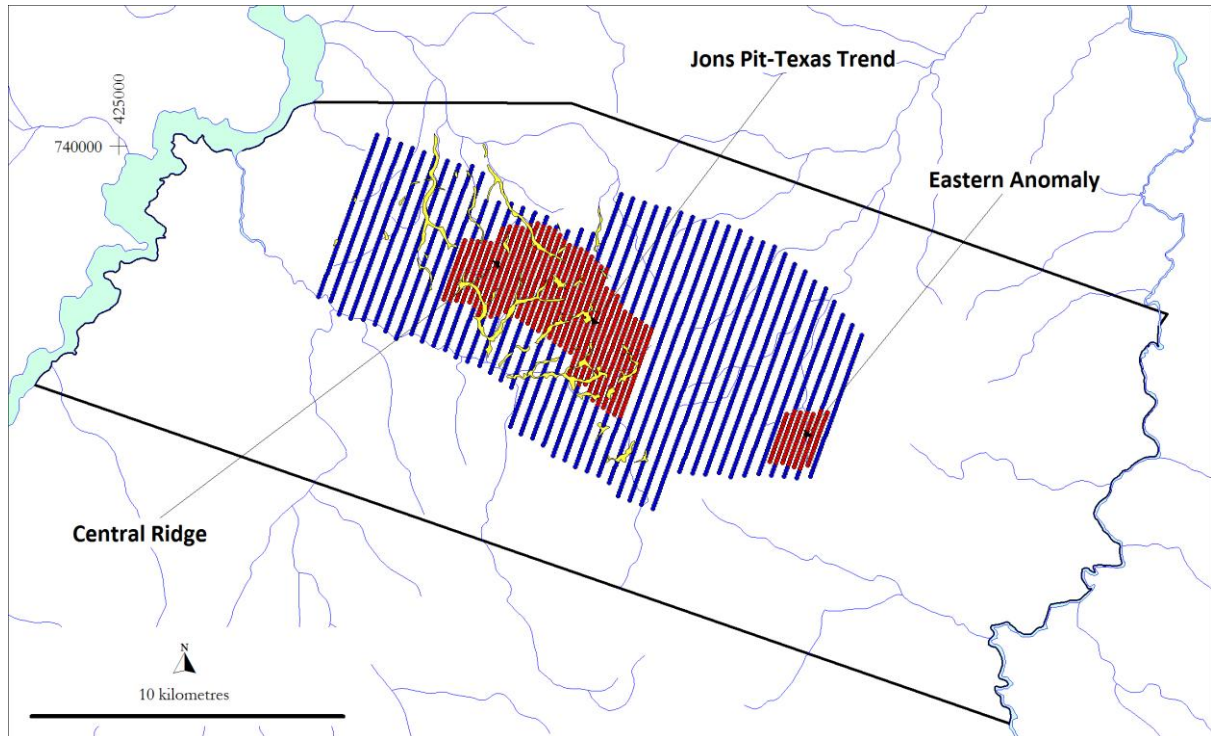 Jons Pit-Texas Trend
425000
740000
Eastern Anomaly
Central Ridge
N
10 kilometres